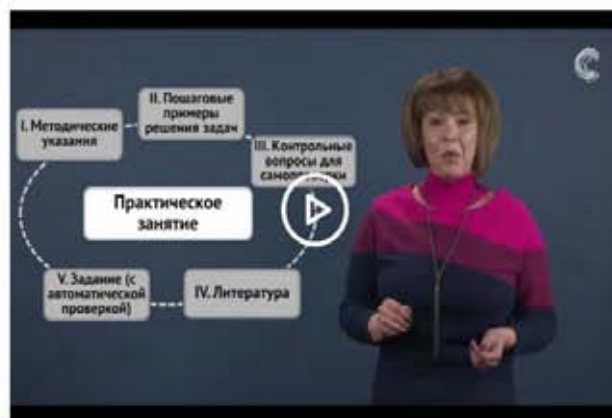 I. Методические
указания
II. Пошаговые
примеры
решения задач
III. Контрольные
вопросы для
Практическое
занятие
IV. Литература
V. Задание (с
автоматической
проверкой)